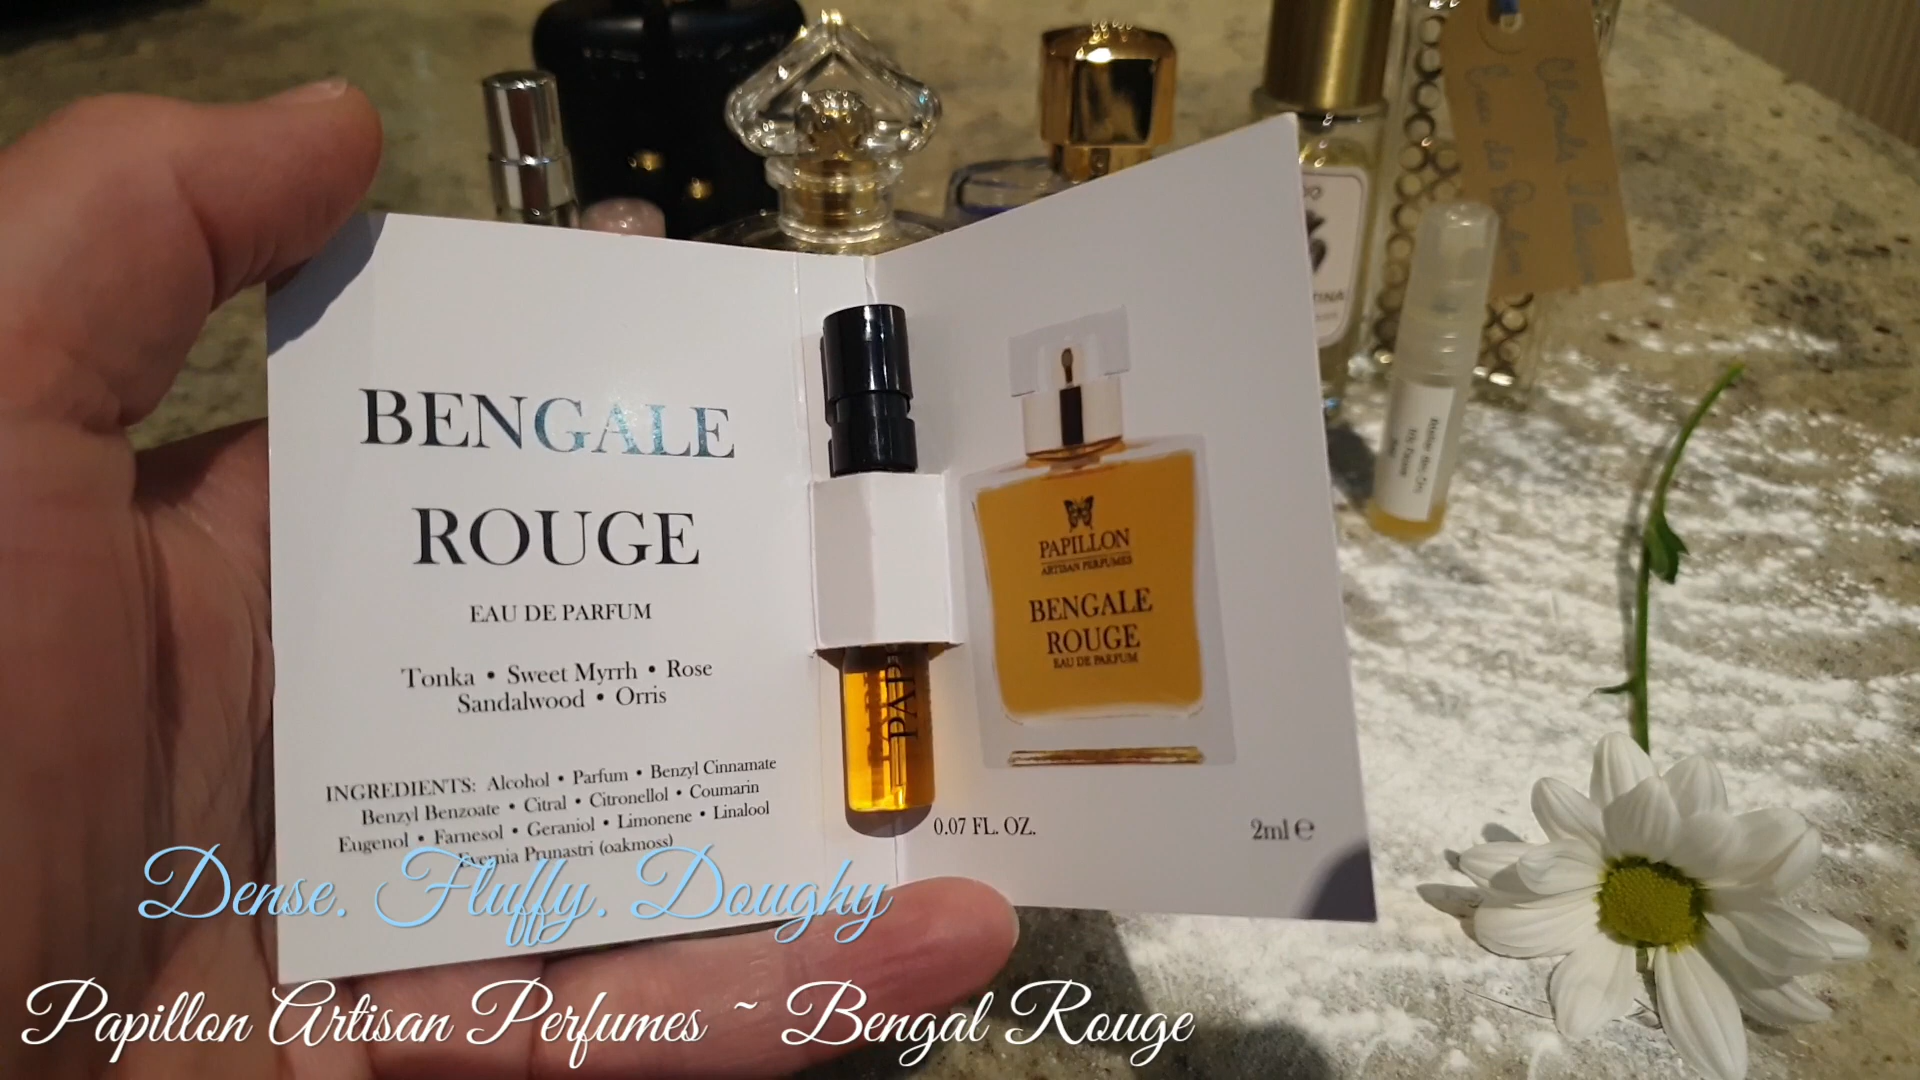 BENGALE
ROUGE
EAU DE PARFUM
Tonka • Sweet Myrrh • Rose
Sandalwood • Orris
INGREDIENTS: Alcohol • Parfum • Benzyl Cinnamate
Benzyl Benzoate • Citral • Citronellol • Coumarin
Eugenol • Farnesol • Geraniol • Limonene • Linalool
Evernia Prunastri (oakmoss)
PAPILLON
ARTISAN PERFUMES
BENGALE
ROUGE
EAU DE PARFUM
0.07 FL. OZ.
2ml ℮
Dense. Fluffy. Doughy
Papillon Artisan Perfumes ~ Bengal Rouge